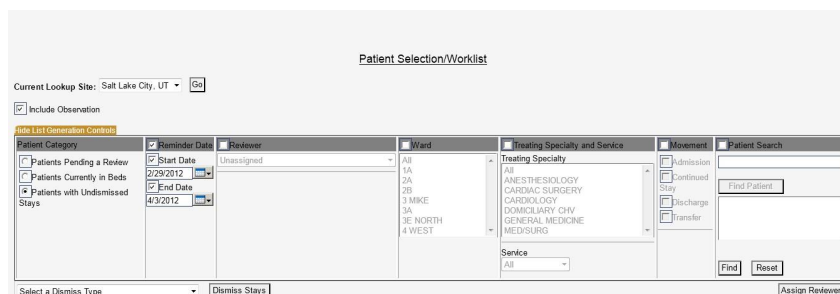 Patient Selection/Worklist
Current Lookup Site: Salt Lake City, UT Go
Include Observation
Hide List Generation Controls
Patient Category Reminder Date Reviewer Ward Treating Specialty and Service Movement Patient Search
Patients Pending a Review
Patients Currently in Beds
Patients with Undismissed
Stays
Start Date
2/29/2012
End Date
4/3/2012
Unassigned
All
1A
2A
2B
3 MIKE
3A
3E NORTH
4 WEST
Treating Specialty
All
ANESTHESIOLOGY
CARDIAC SURGERY
CARDIOLOGY
DOMICILIARY CHV
GENERAL MEDICINE
MED/SURG
Service
All
Admission
Continued
Stay
Discharge
Transfer
Find Patient
Find Reset
Select a Dismiss Type Dismiss Stays Assign Reviewer